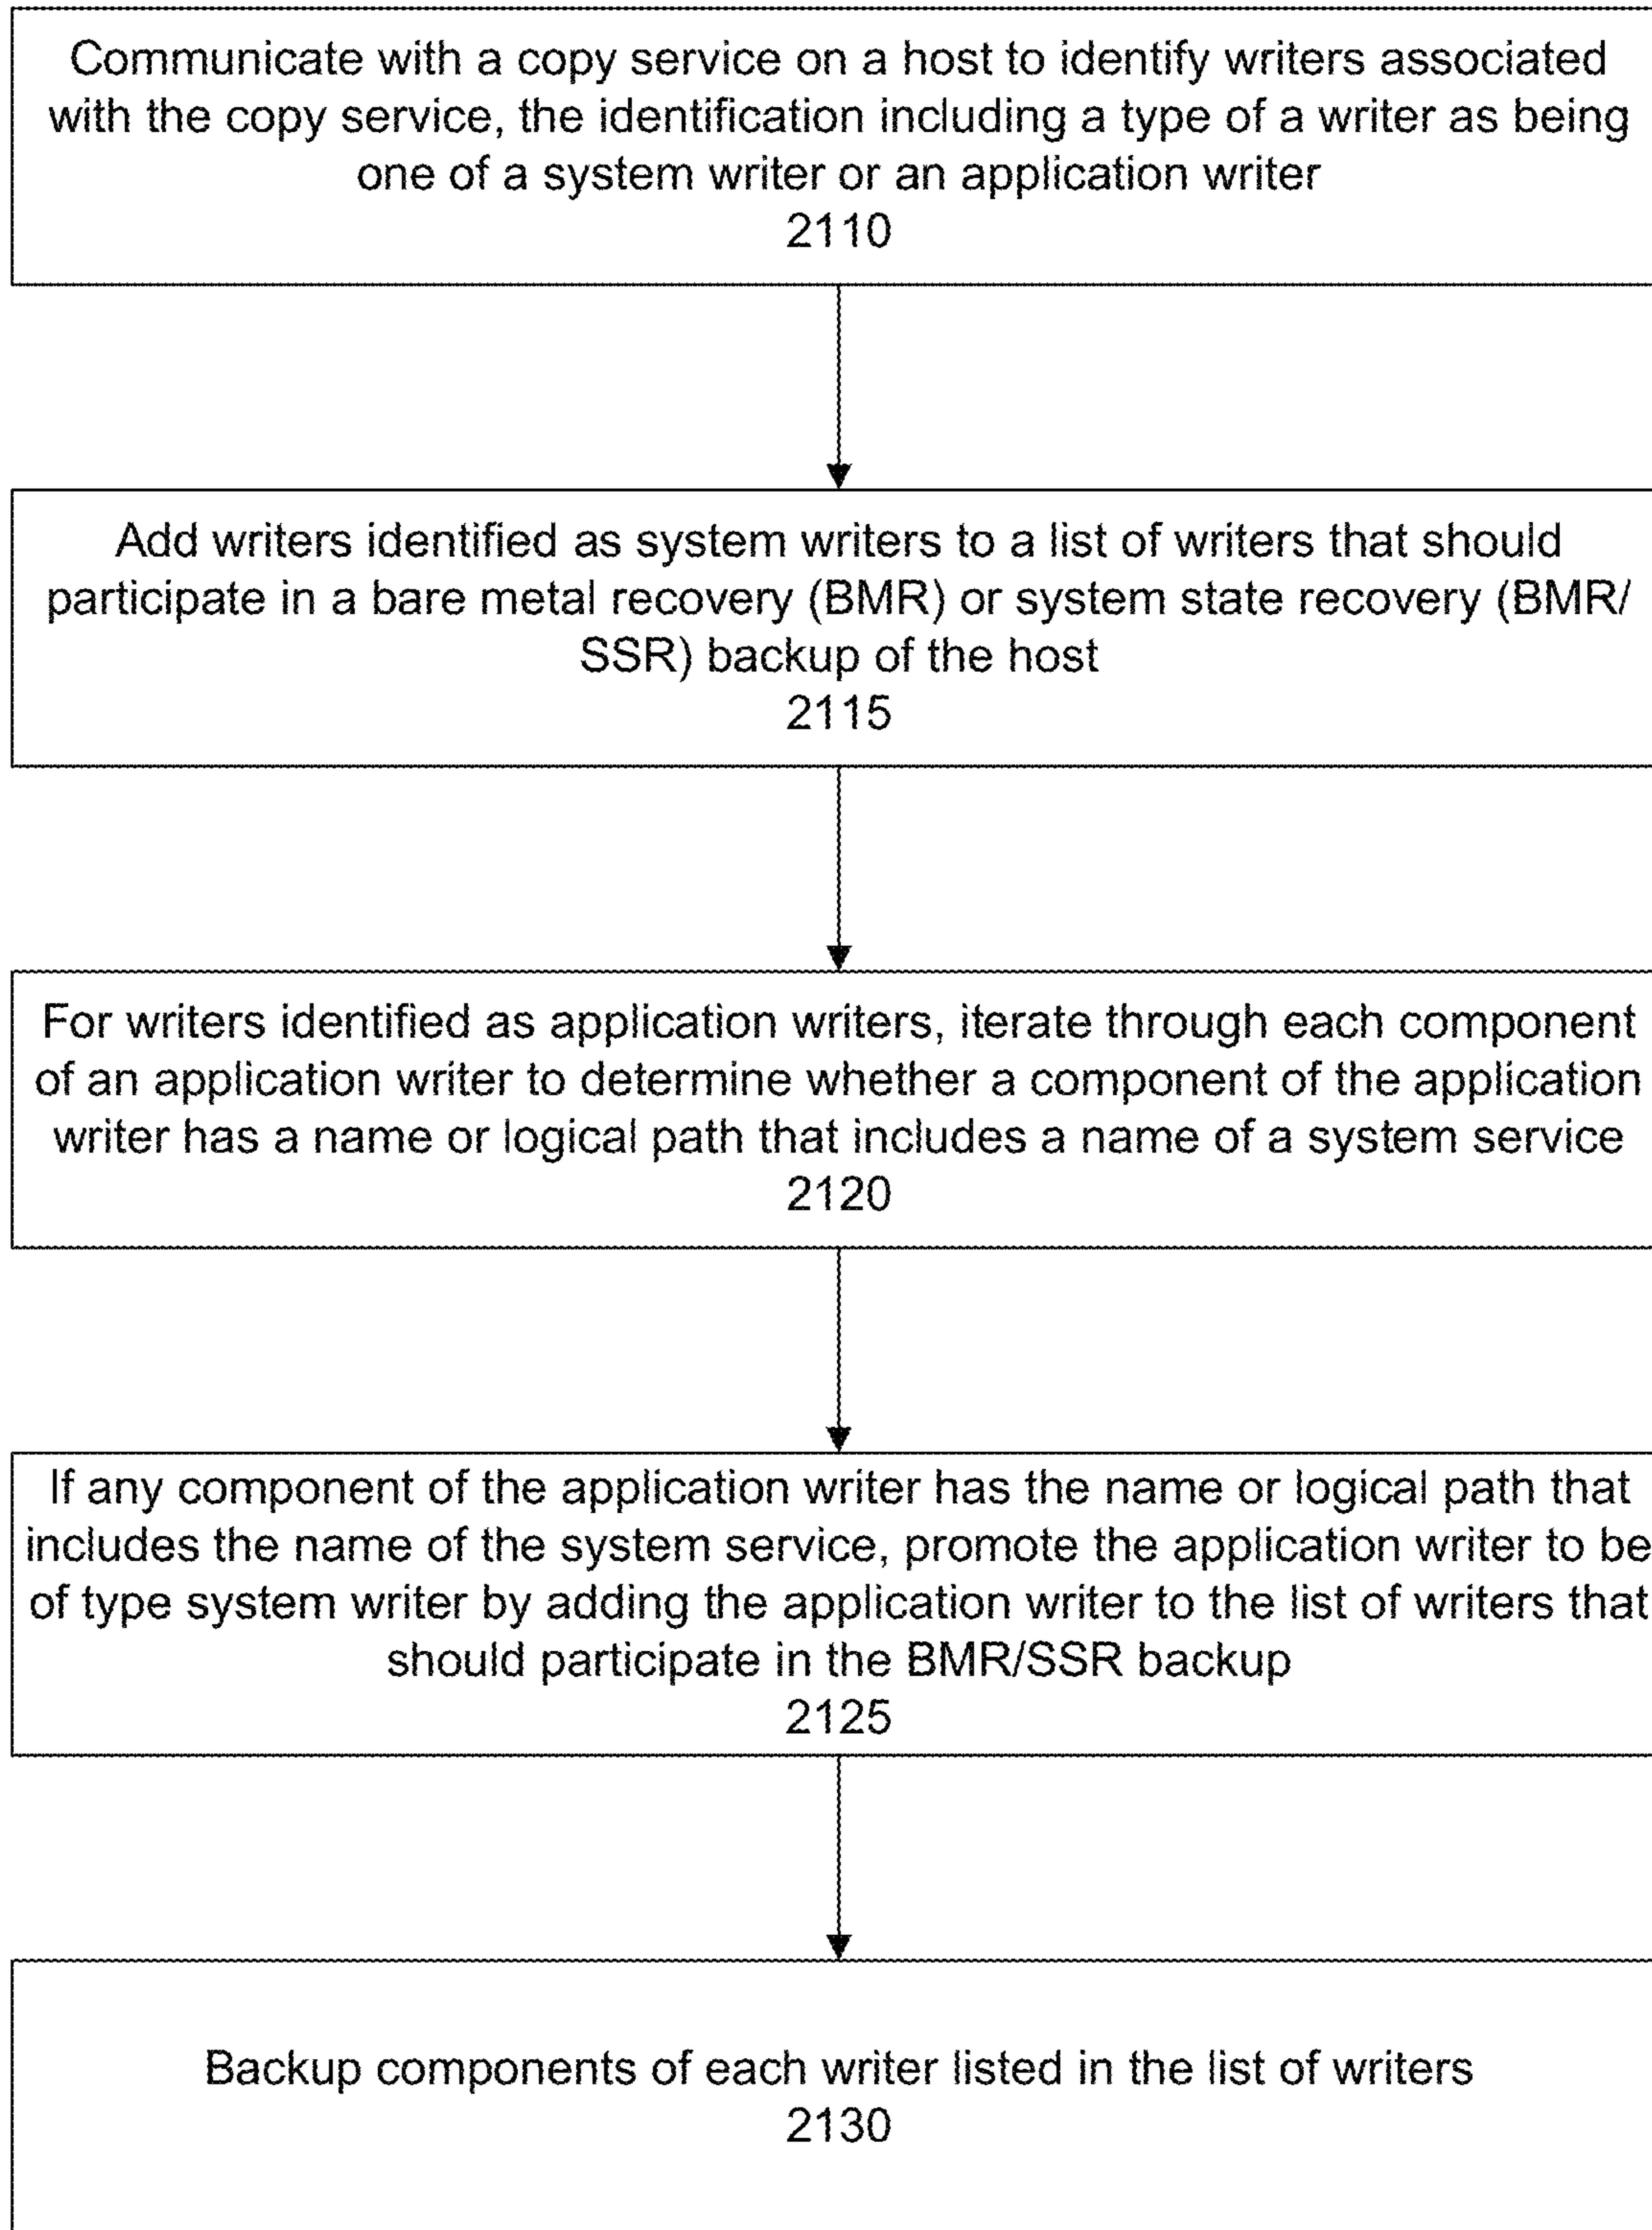 Communicate with a copy service on a host to identify writers associated
with the copy service, the identification including a type of a writer as being
one of a system writer or an application writer
2110
Add writers identified as system writers to a list of writers that should
participate in a bare metal recovery (BMR) or system state recovery (BMR/
SSR) backup of the host
2115
For writers identified as application writers, iterate through each component
of an application writer to determine whether a component of the application
writer has a name or logical path that includes a name of a system service
2120
If any component of the application writer has the name or logical path that
includes the name of the system service, promote the application writer to be
of type system writer by adding the application writer to the list of writers that
should participate in the BMR/SSR backup
2125
Backup components of each writer listed in the list of writers
2130